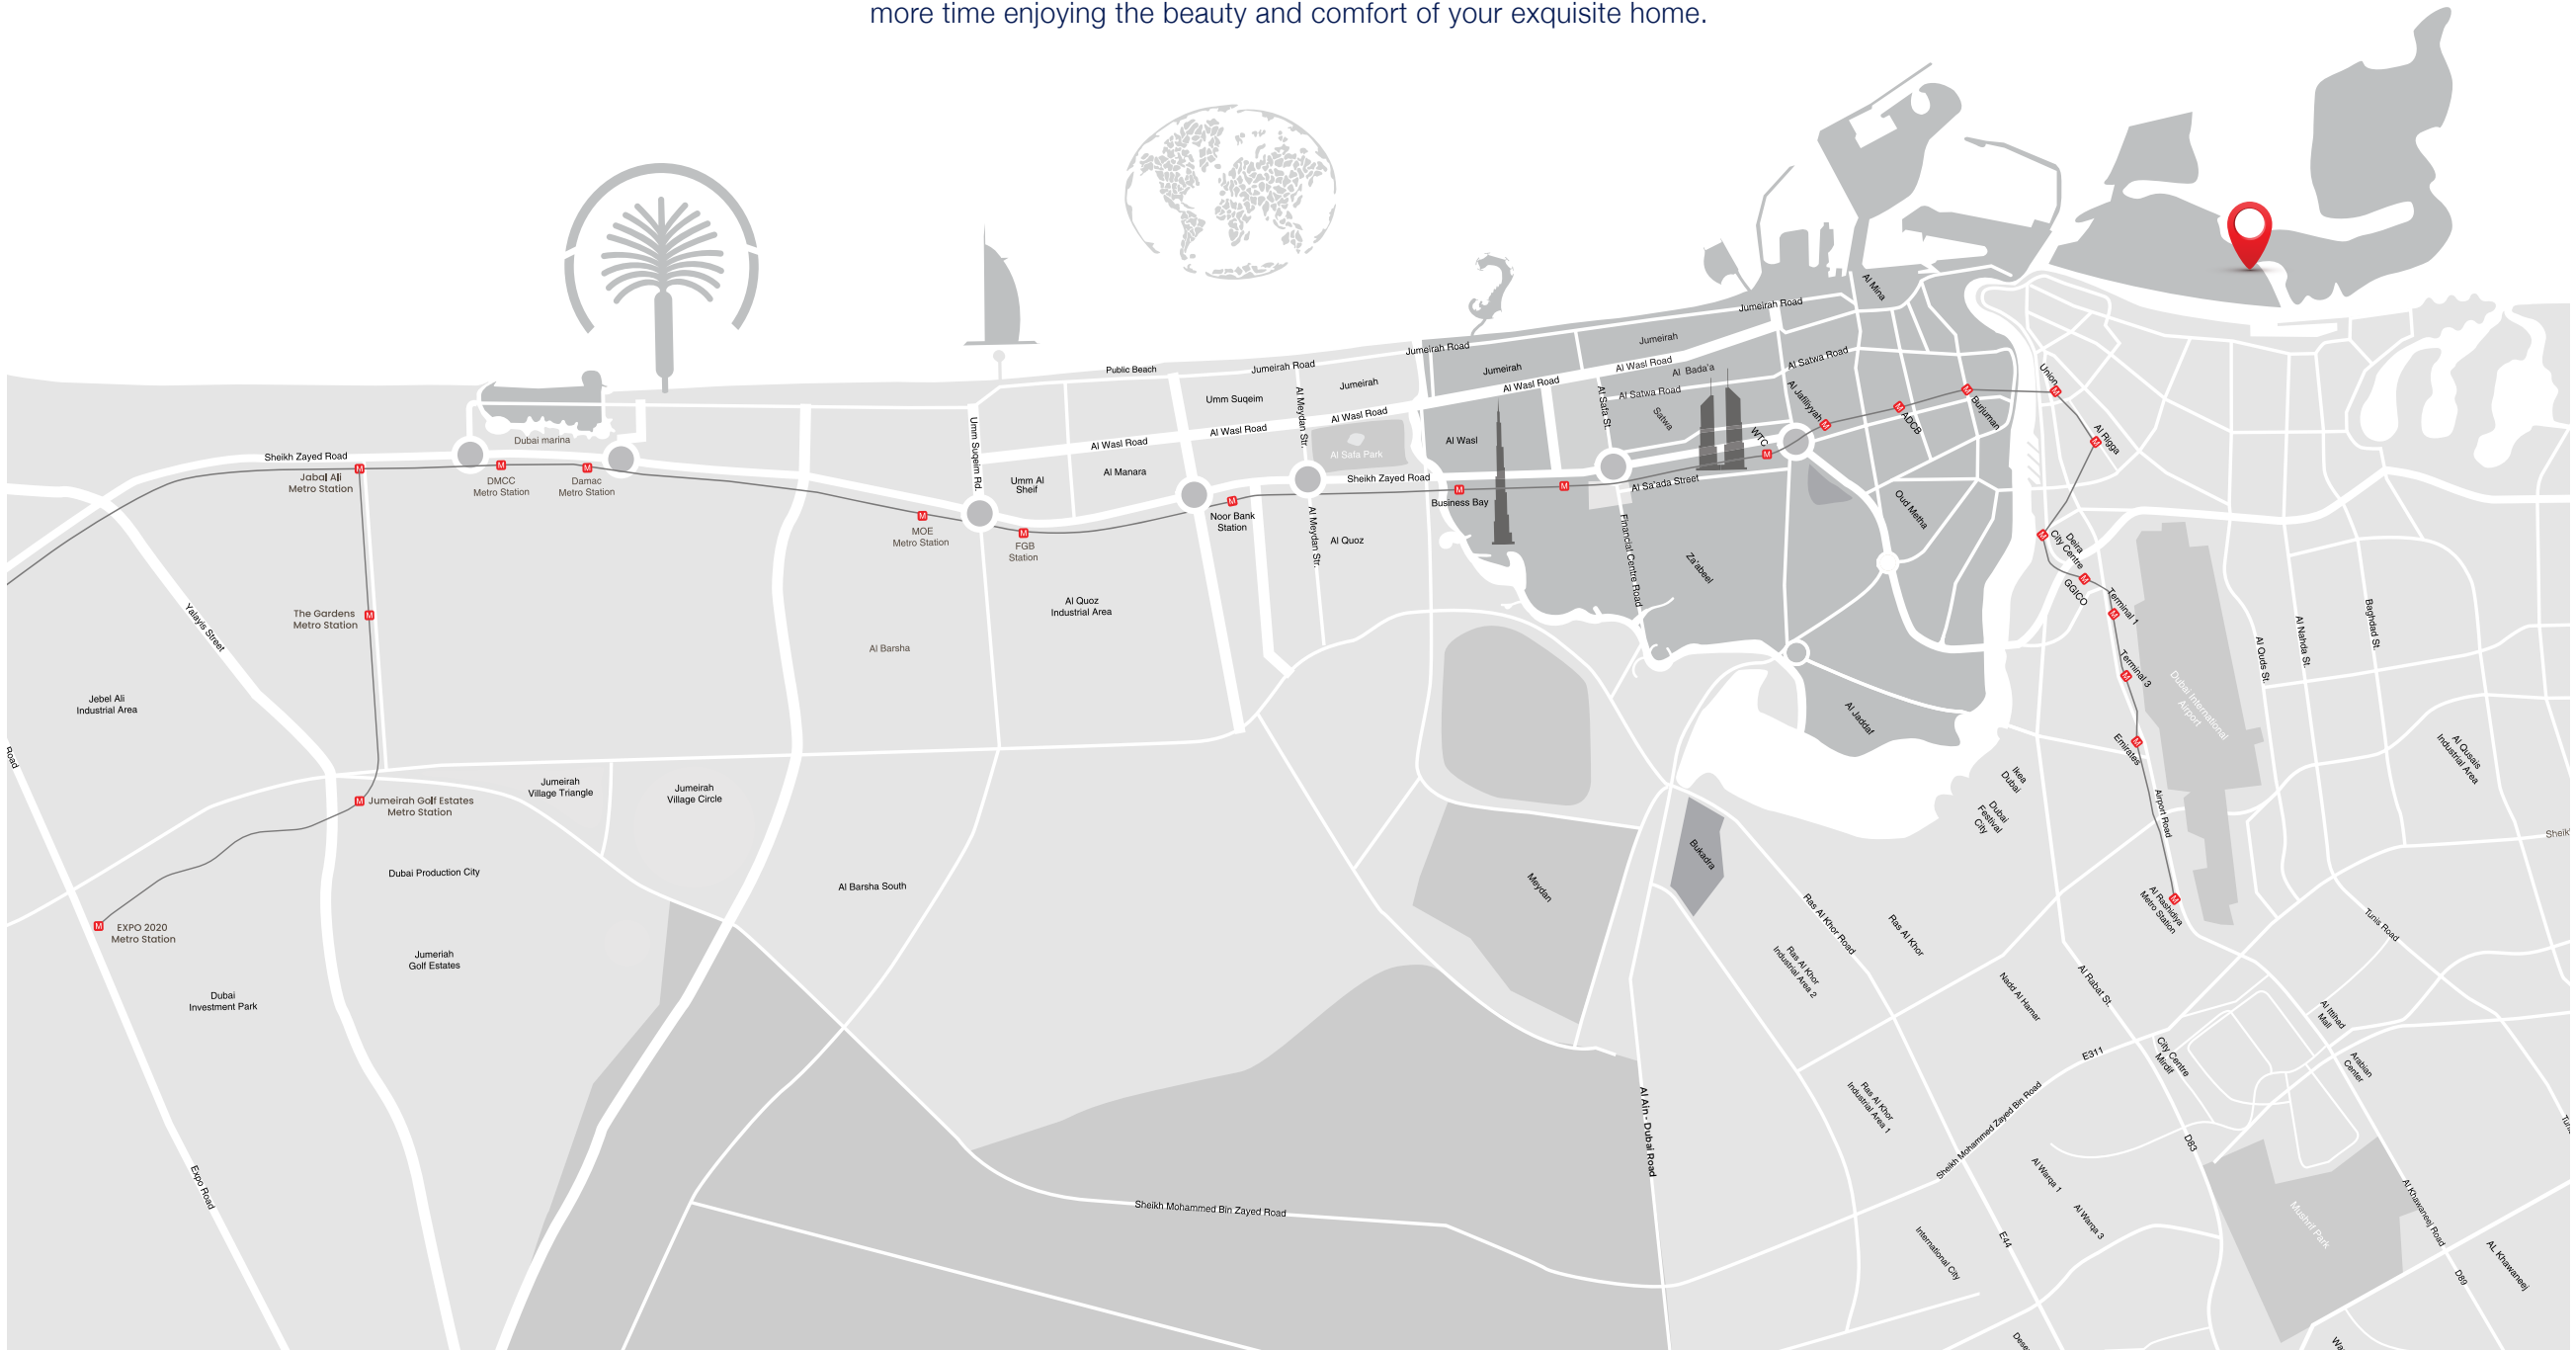 more time enjoying the beauty and comfort of your exquisite home.
Al Mina
Jumeirah Road
Jumeirah
Jumeirah Road
Jumeirah Road
Public Beach
Jumeirah
Jumeirah
Al Wasl Road
Al Bada'a
Al Satwa Road
Union
Umm Suqeim
Al Meydan Str.
Al Wasl Road
Al Wasl Road
Al Safa St.
Al Satwa Road
Satwa
Al Jafiliyyah
ADCB
Burjuman
Al Rigga
Dubai marina
Umm Suqeim Rd.
Al Wasl Road
Al Wasl Road
Al Safa Park
Al Wasl
WTC
Sheikh Zayed Road
Jabal Ali
Metro Station
DMCC
Metro Station
Damac
Metro Station
Umm Al
Sheif
Al Manara
Sheikh Zayed Road
Business Bay
Al Sa'ada Street
Oud Metha
MOE
Metro Station
FGB
Station
Noor Bank
Station
Al Meydan Str.
Al Quoz
Financial Centre Road
Za'abeel
Deira
City Centre
GGICO
Terminal 1
Terminal 3
The Gardens
Metro Station
Yalayis Street
Al Quoz
Industrial Area
Al Barsha
Al Quds St.
Al Nahda St.
Baghdad St.
Dubai International
Airport
Jebel Ali
Industrial Area
Road
Al Jaddaf
Emirates
Al Qusais
Industrial Area
Jumeirah
Village Triangle
Jumeirah
Village Circle
Jumeirah Golf Estates
Metro Station
Ikea
Dubai
Dubai
Festival
City
Airport Road
Dubai Production City
Al Barsha South
Meydan
Bukadra
Al Rashidiya
Metro Station
EXPO 2020
Metro Station
Jumeriah
Golf Estates
Dubai
Investment Park
Ras Al Khor Road
Ras Al Khor
Ras Al Khor
Industrial Area 2
Nadd Al Hamar
Al Rabat St.
Tunis Road
Al Ittihad
Mall
E311
City Centre
Mirdif
Arabian
Center
Ras Al Khor
Industrial Area 1
Al Ain - Dubai Road
Sheikh Mohammed Zayed Bin Road
D83
Expo Road
Sheikh Mohammed Bin Zayed Road
Al Warqa 1
Al Warqa 3
International City
E44
Mushrif Park
Al Khawaneej Road
D89
AL Khawaneej